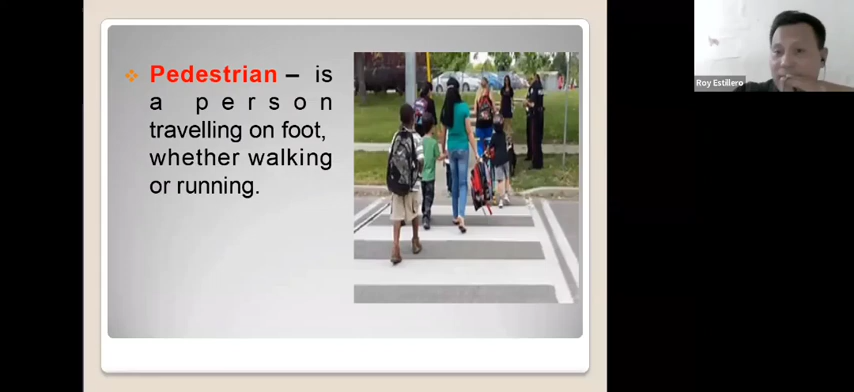 Pedestrian – is
a person
travelling on foot,
whether walking
or running.
Roy Estillero